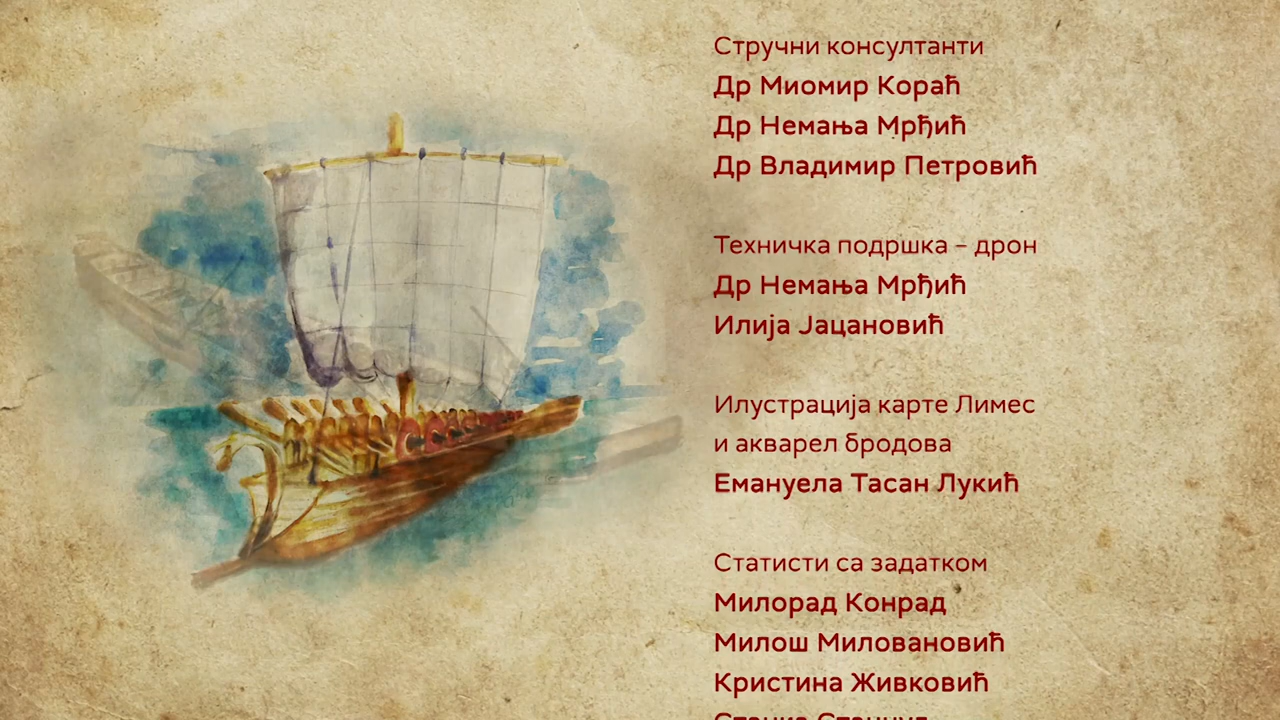 Стручни консултанти
Др Миомир Кораћ
Др Немања Мрђић
Др Владимир Петровић
Техничка подршка – дрон
Др Немања Мрђић
Илија Јацановић
Илустрација карте Лимес
и акварел бродова
Емануела Тасан Лукић
Статисти са задатком
Милорад Конрад
Милош Миловановић
Кристина Живковић